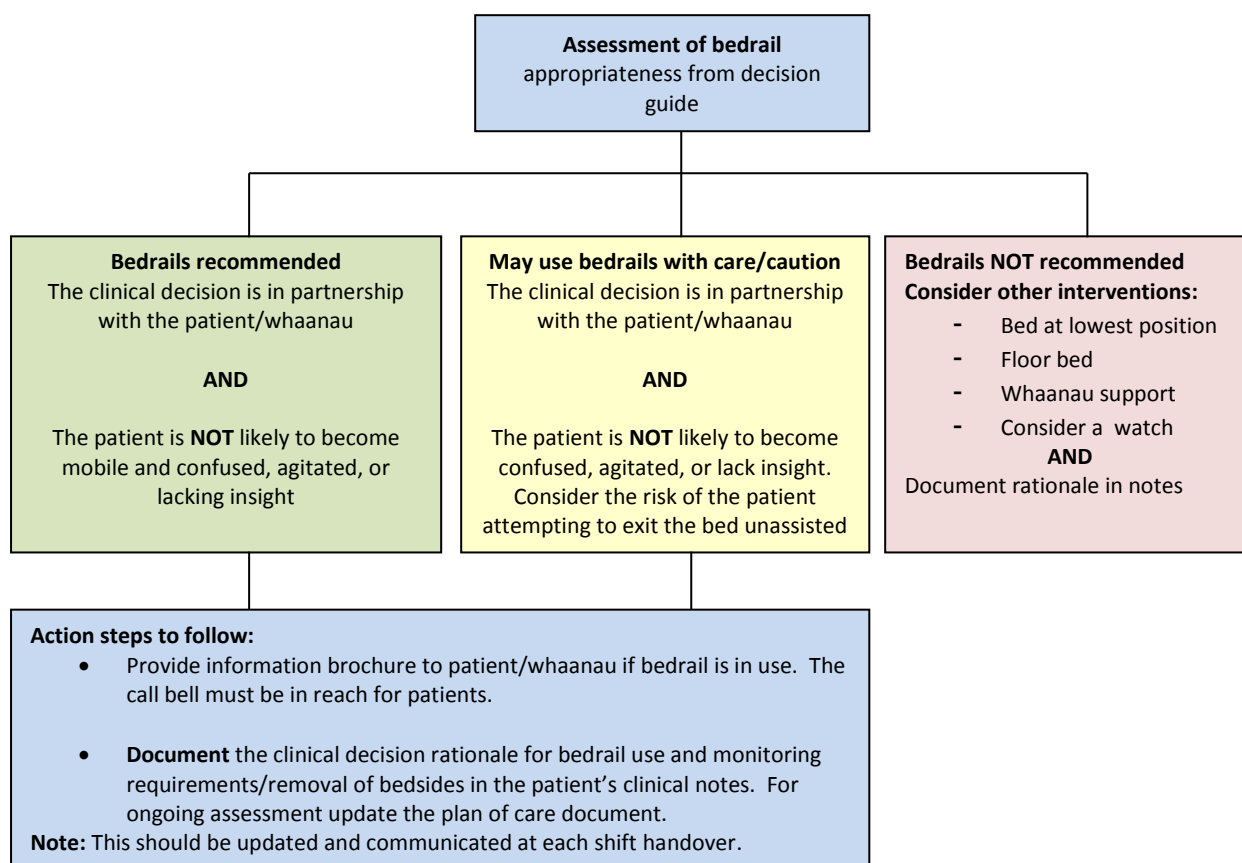 Assessment of bedrail
appropriateness from decision
guide
Bedrails recommended
The clinical decision is in partnership
with the patient/whaanau
AND
The patient is NOT likely to become
mobile and confused, agitated, or
lacking insight
May use bedrails with care/caution
The clinical decision is in partnership
with the patient/whaanau
AND
The patient is NOT likely to become
confused, agitated, or lack insight.
Consider the risk of the patient
attempting to exit the bed unassisted
Bedrails NOT recommended
Consider other interventions:
- Bed at lowest position
- Floor bed
- Whaanau support
- Consider a watch
AND
Document rationale in notes
Action steps to follow:
• Provide information brochure to patient/whaanau if bedrail is in use. The
call bell must be in reach for patients.
• Document the clinical decision rationale for bedrail use and monitoring
requirements/removal of bedsides in the patient’s clinical notes. For
ongoing assessment update the plan of care document.
Note: This should be updated and communicated at each shift handover.